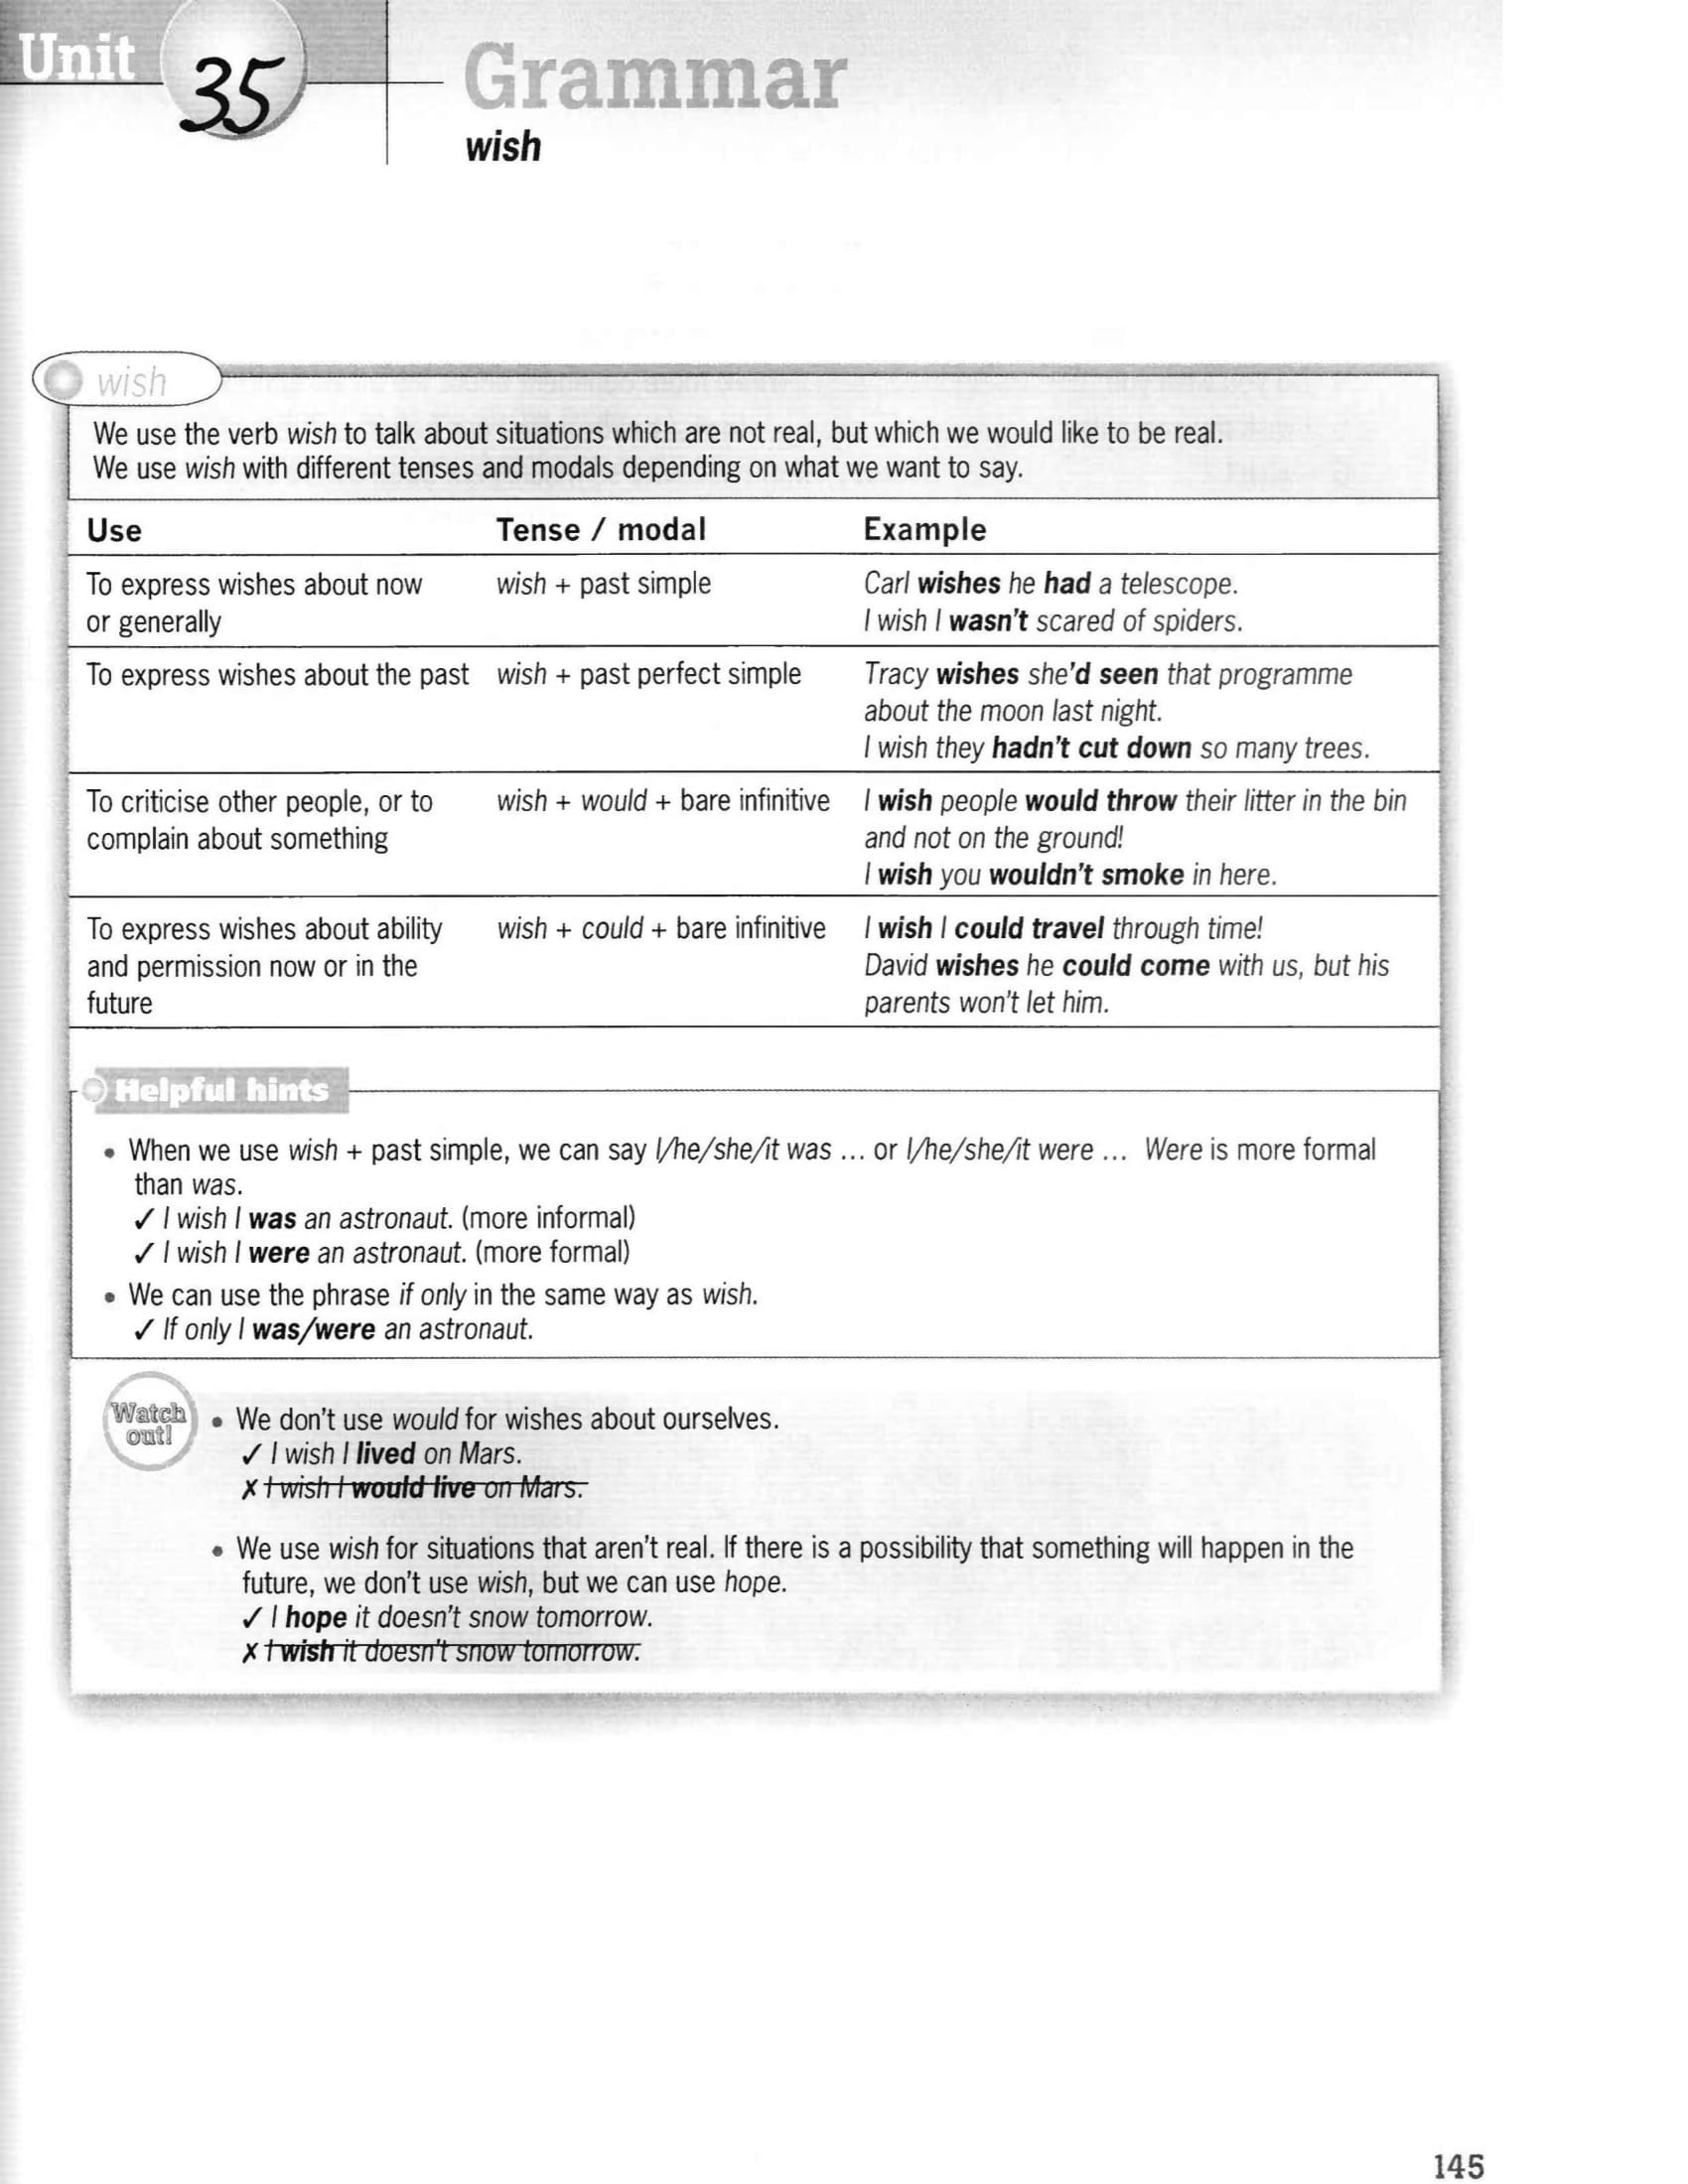 Unit 35 Grammar
wish
wish
We use the verb wish to talk about situations which are not real, but which we would like to be real.
We use wish with different tenses and modals depending on what we want to say.
Use Tense / modal Example
To express wishes about now wish + past simple Carl wishes he had a telescope.
or generally I wish I wasn't scared of spiders.
To express wishes about the past wish + past perfect simple Tracy wishes she'd seen that programme
about the moon last night.
I wish they hadn't cut down so many trees.
To criticise other people, or to wish + would + bare infinitive I wish people would throw their litter in the bin
complain about something and not on the ground!
I wish you wouldn't smoke in here.
To express wishes about ability wish + could + bare infinitive I wish I could travel through time!
and permission now or in the David wishes he could come with us, but his
future parents won't let him.
Helpful hints
• When we use wish + past simple, we can say I/he/she/it was ... or I/he/she/it were ... Were is more formal
than was.
✓ I wish I was an astronaut. (more informal)
✓ I wish I were an astronaut. (more formal)
• We can use the phrase if only in the same way as wish.
✓ If only I was/were an astronaut.
Watch
out!
• We don't use would for wishes about ourselves.
✓ I wish I lived on Mars.
✗ I wish I would live on Mars.
• We use wish for situations that aren't real. If there is a possibility that something will happen in the
future, we don't use wish, but we can use hope.
✓ I hope it doesn't snow tomorrow.
✗ I wish it doesn't snow tomorrow.
145